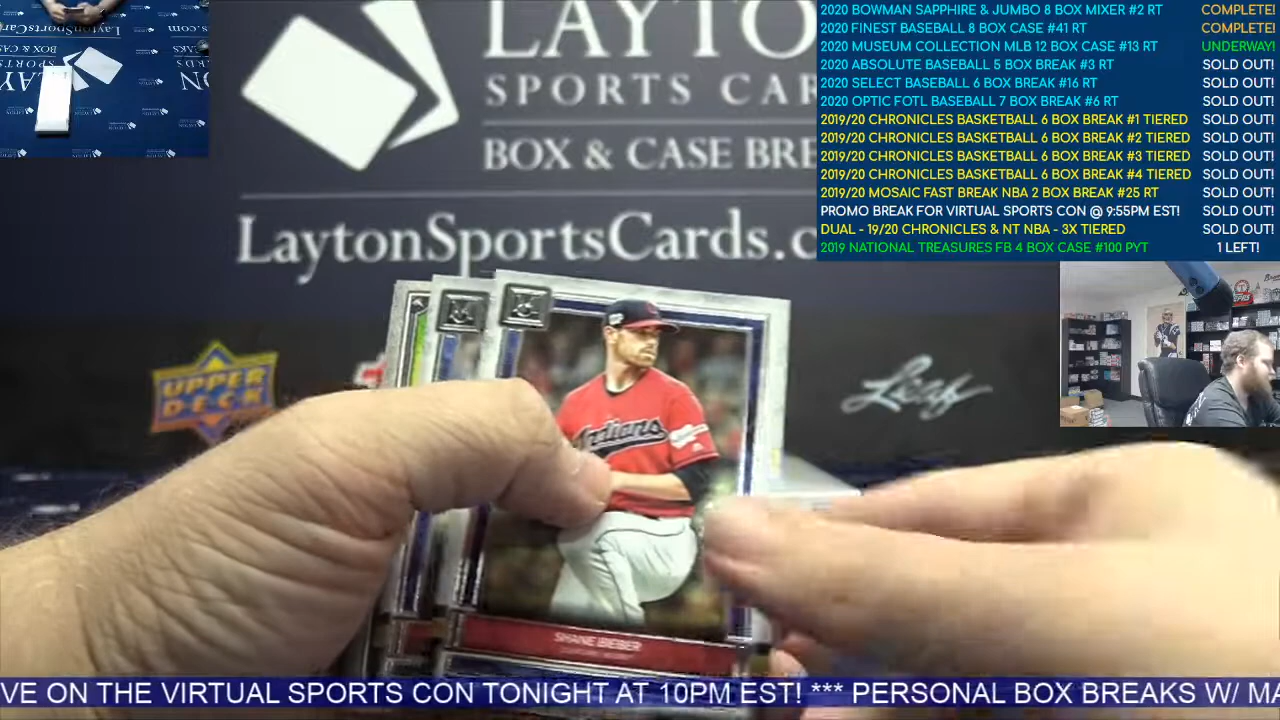 LAYTO
SPORTS CAR
BOX & CASE BRE
LaytonSportsCards.c
2020 BOWMAN SAPPHIRE & JUMBO 8 BOX MIXER #2 RT COMPLETE!
2020 FINEST BASEBALL 8 BOX CASE #41 RT COMPLETE!
2020 MUSEUM COLLECTION MLB 12 BOX CASE #13 RT UNDERWAY!
2020 ABSOLUTE BASEBALL 5 BOX BREAK #3 RT SOLD OUT!
2020 SELECT BASEBALL 6 BOX BREAK #16 RT SOLD OUT!
2020 OPTIC FOTL BASEBALL 7 BOX BREAK #6 RT SOLD OUT!
2019/20 CHRONICLES BASKETBALL 6 BOX BREAK #1 TIERED SOLD OUT!
2019/20 CHRONICLES BASKETBALL 6 BOX BREAK #2 TIERED SOLD OUT!
2019/20 CHRONICLES BASKETBALL 6 BOX BREAK #3 TIERED SOLD OUT!
2019/20 CHRONICLES BASKETBALL 6 BOX BREAK #4 TIERED SOLD OUT!
2019/20 MOSAIC FAST BREAK NBA 2 BOX BREAK #25 RT SOLD OUT!
PROMO BREAK FOR VIRTUAL SPORTS CON @ 9:55PM EST! SOLD OUT!
DUAL - 19/20 CHRONICLES & NT NBA - 3X TIERED SOLD OUT!
2019 NATIONAL TREASURES FB 4 BOX CASE #100 PYT 1 LEFT!
UPPER
DECK
Leaf
Indians
SHANE BIEBER
VE ON THE VIRTUAL SPORTS CON TONIGHT AT 10PM EST! *** PERSONAL BOX BREAKS W/ MA